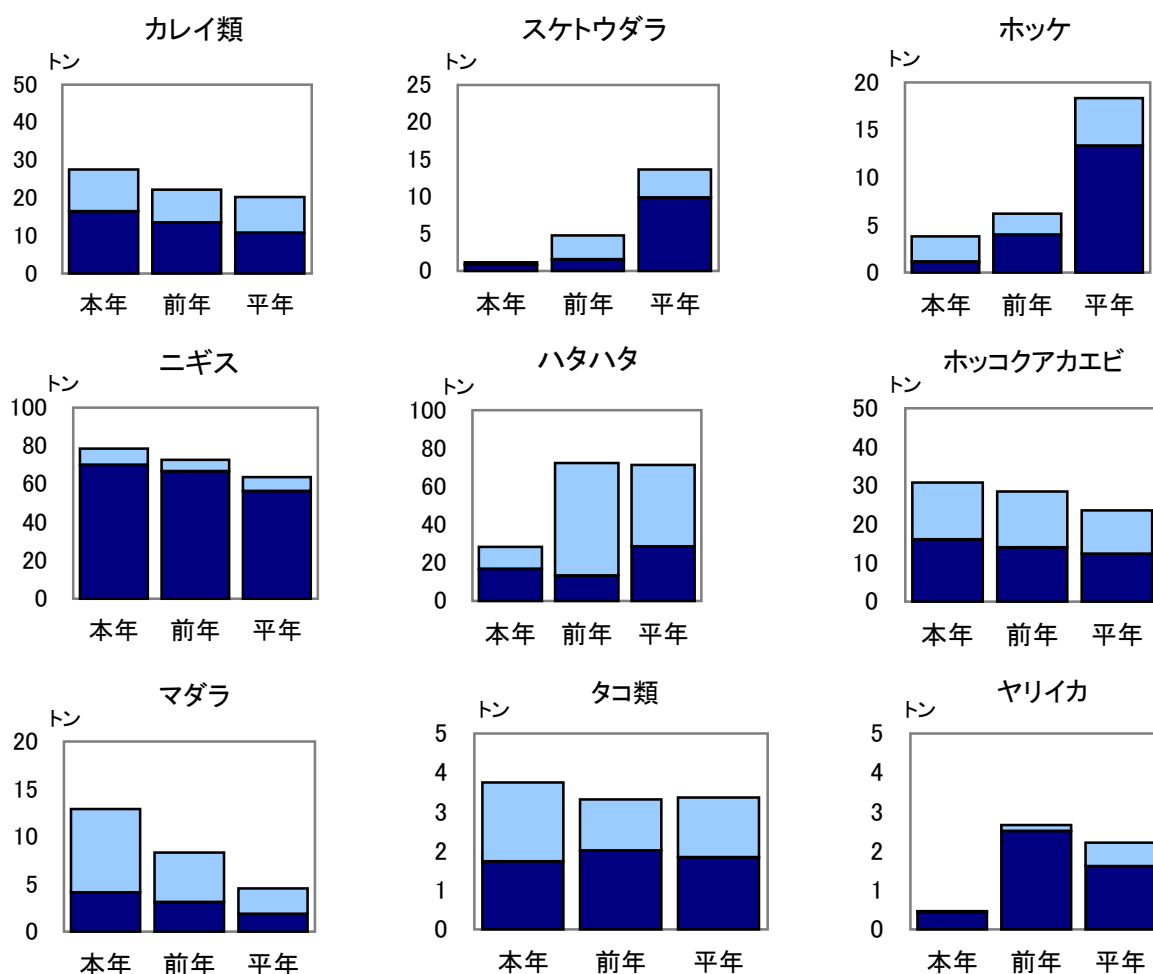 カレイ類
トン
50
40
30
20
10
0
本年 前年 平年
スケトウダラ
トン
25
20
15
10
5
0
本年 前年 平年
ホッケ
トン
20
15
10
5
0
本年 前年 平年
ニギス
トン
100
80
60
40
20
0
本年 前年 平年
ハタハタ
トン
100
80
60
40
20
0
本年 前年 平年
ホッコクアカエビ
トン
50
40
30
20
10
0
本年 前年 平年
マダラ
トン
20
15
10
5
0
本年 前年 平年
タコ類
トン
5
4
3
2
1
0
本年 前年 平年
ヤリイカ
トン
5
4
3
2
1
0
本年 前年 平年